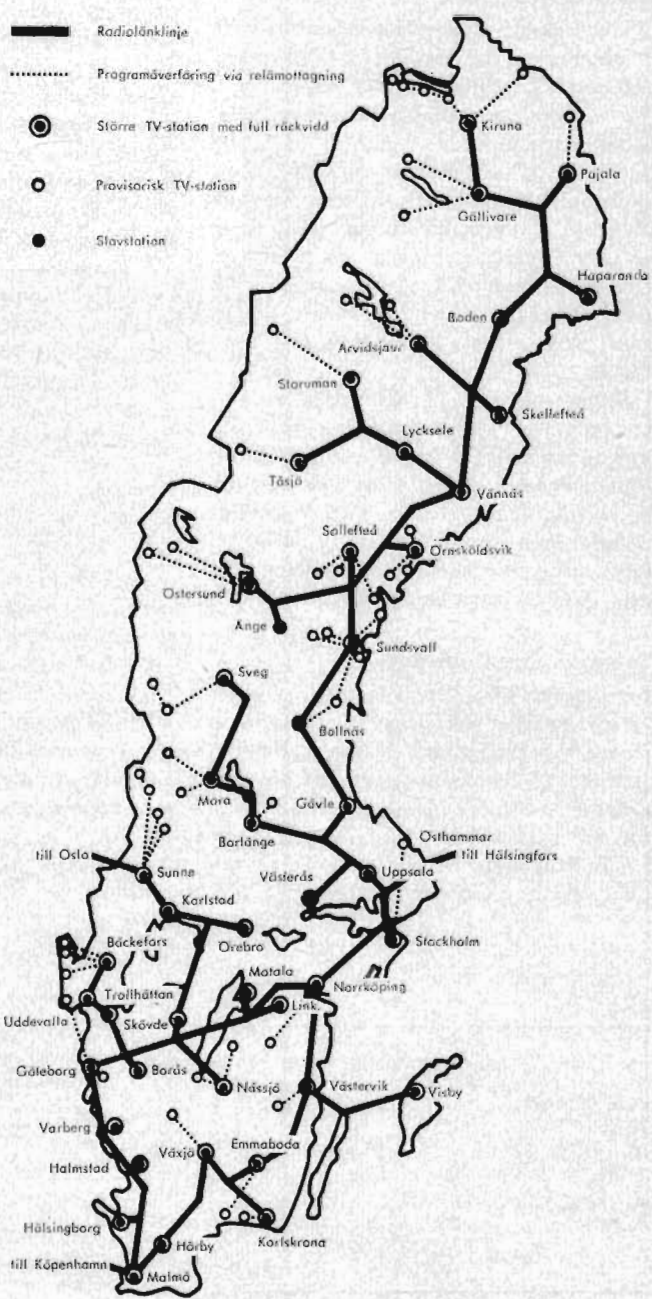 Radiolänklinje
Programöverföring via relämottagning
Större TV-station med full räckvidd
Provisorisk TV-station
Slavstation
Kiruna
Pajala
Gällivare
Haparanda
Boden
Arvidsjaur
Storuman
Skellefteå
Lycksele
Tåsjö
Vännäs
Sollefteå
Örnsköldsvik
Östersund
Ånge
Sundsvall
Sveg
Bollnäs
Mora
Gävle
Borlänge
Östhammar
till Oslo
till Hälsingfors
Sunne
Västerås
Uppsala
Karlstad
Örebro
Stockholm
Bäckefors
Motala
Trollhättan
Norrköping
Link.
Uddevalla
Skövde
Göteborg
Borås
Nässjö
Västervik
Visby
Varberg
Emmaboda
Växjö
Halmstad
Hälsingborg
Karlskrona
Hörby
till Köpenhamn
Malmö